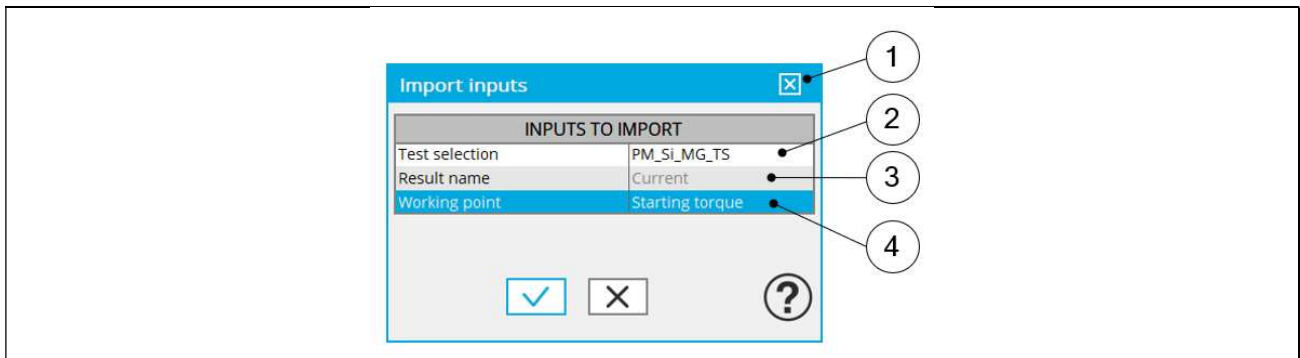 1
Import inputs
2
INPUTS TO IMPORT
Test selection PM_Si_MG_TS
3
Result name Current
Working point Starting torque
4
?